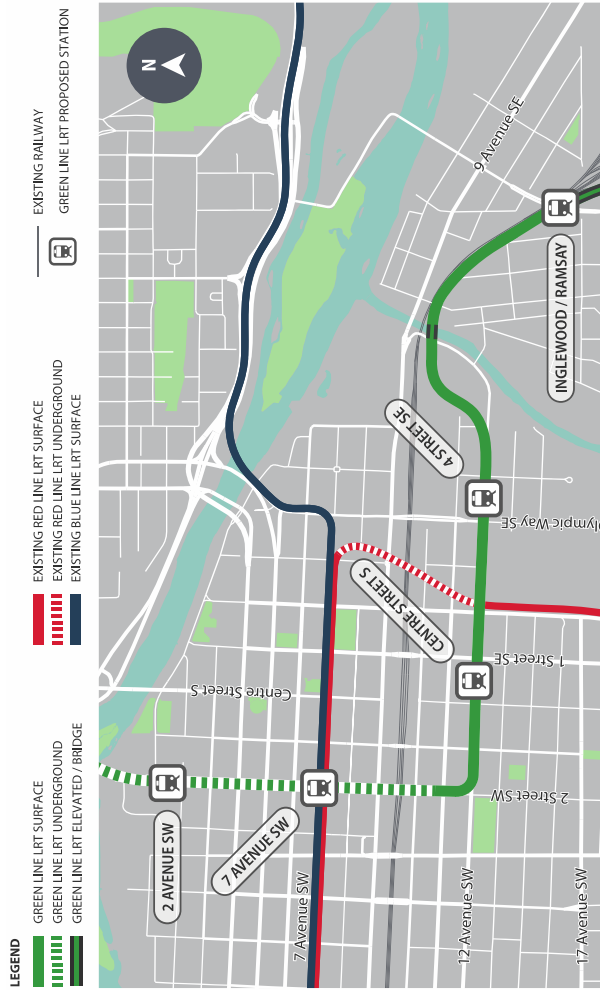 LEGEND
GREEN LINE LRT SURFACE
GREEN LINE LRT UNDERGROUND
GREEN LINE LRT ELEVATED / BRIDGE
EXISTING RED LINE LRT SURFACE
EXISTING RED LINE LRT UNDERGROUND
EXISTING BLUE LINE LRT SURFACE
EXISTING RAILWAY
GREEN LINE LRT PROPOSED STATION
N
2 AVENUE SW
7 AVENUE SW
CENTRE STREET S
4 STREET SE
INGLEWOOD / RAMSAY
Centre Street S
7 Avenue SW
12 Avenue SW
17 Avenue SW
2 Street SW
1 Street SE
Olympic Way SE
9 Avenue SE